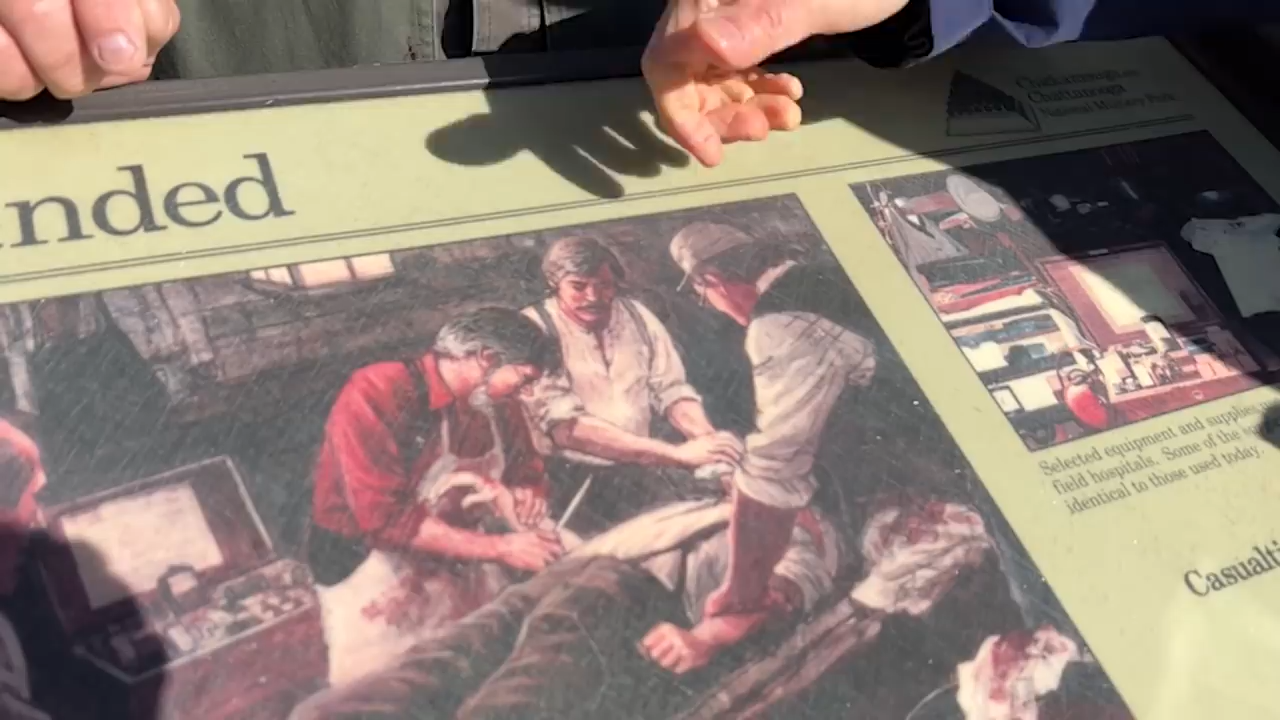 nded
Chickamauga and
Chattanooga
National Military Park
Selected equipment and supplies
field hospitals. Some of the
identical to those used today.
Casualti